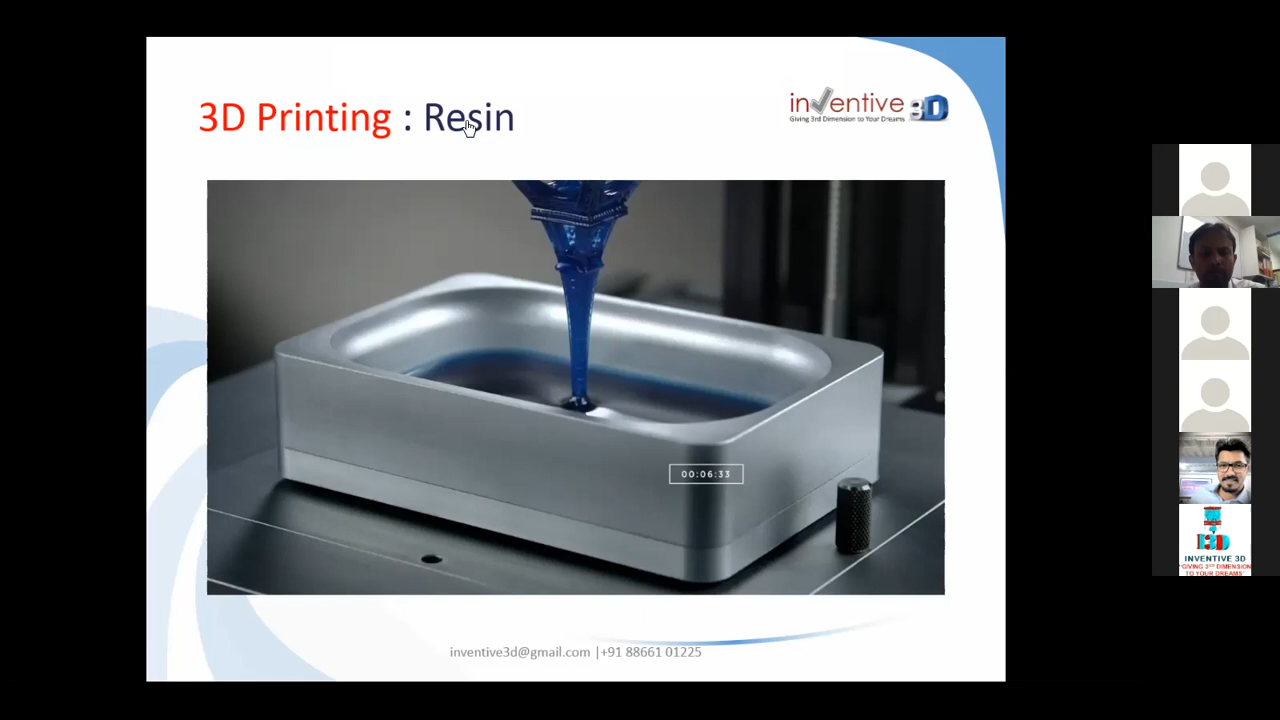 3D Printing : Resin
inventive 3D
Giving 3rd Dimension to Your Dreams
00:06:33
inventive3d@gmail.com |+91 88661 01225
I3D
INVENTIVE 3D
"GIVING 3RD DIMENSION
TO YOUR DREAMS"